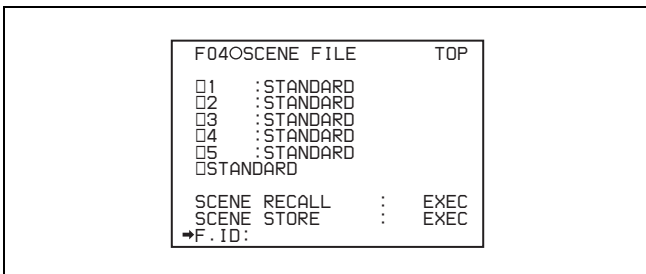 F04○SCENE FILE TOP
□1 :STANDARD
□2 :STANDARD
□3 :STANDARD
□4 :STANDARD
□5 :STANDARD
□STANDARD
SCENE RECALL : EXEC
SCENE STORE : EXEC
➡F.ID: